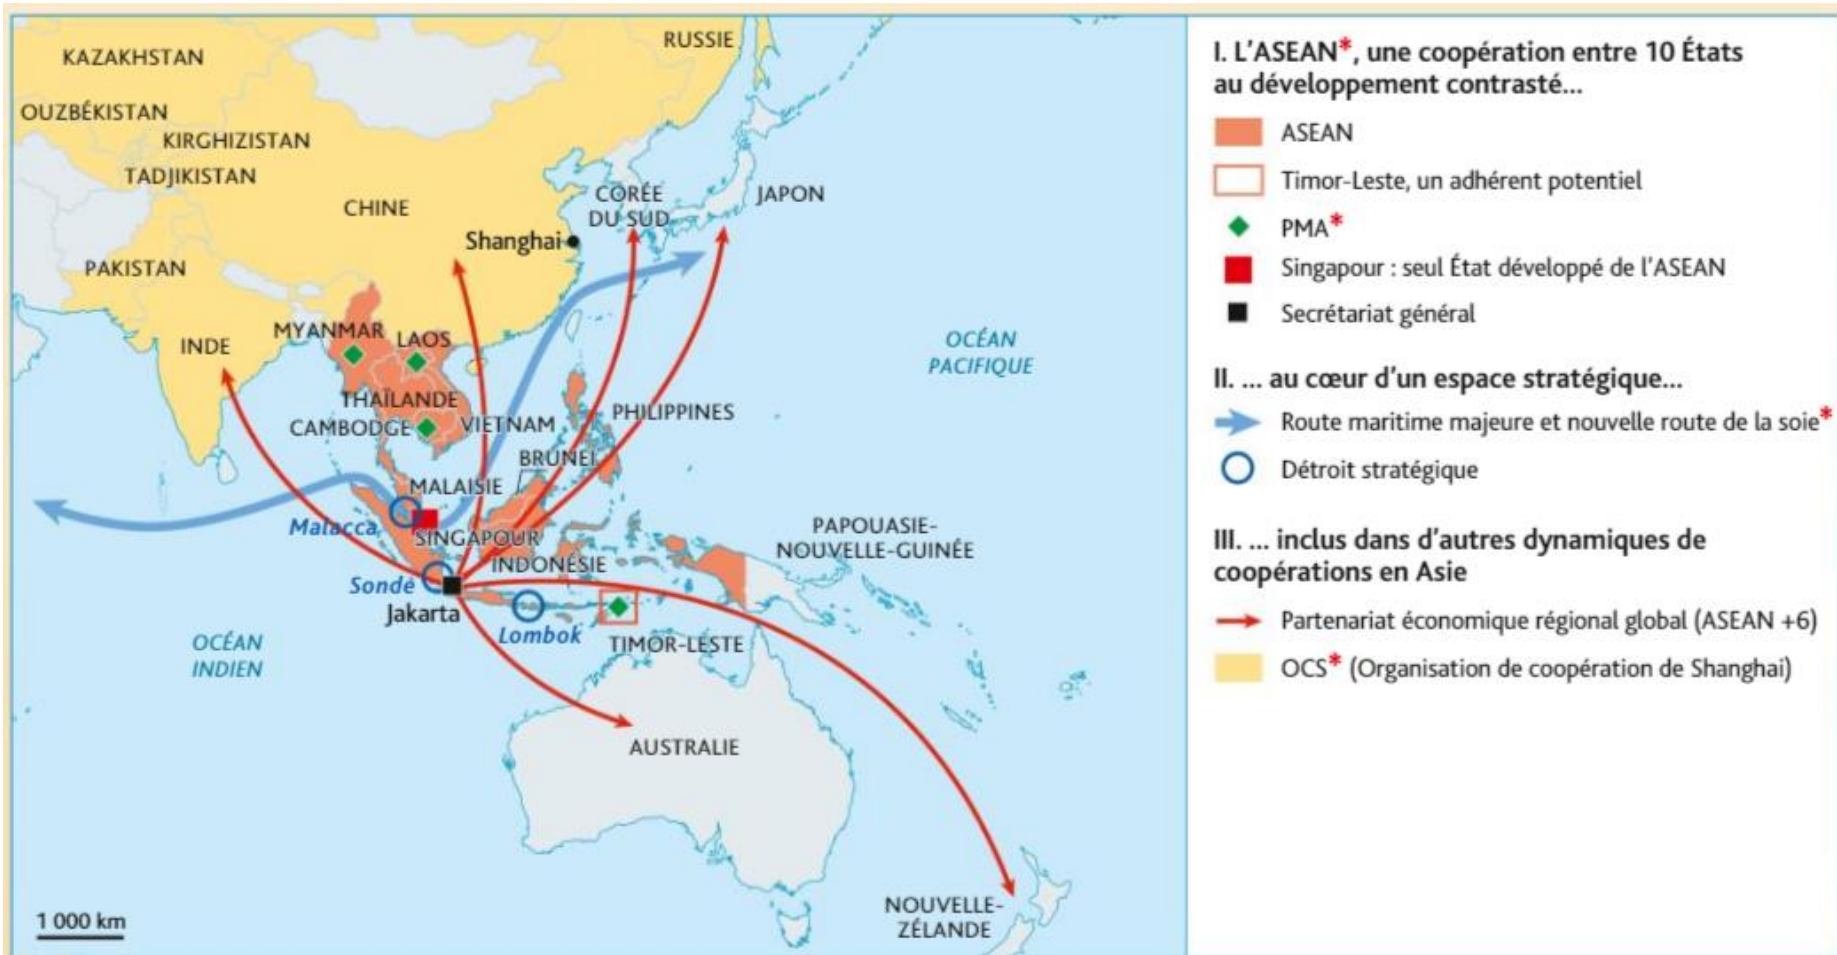 KAZAKHSTAN
RUSSIE
OUZBÉKISTAN
KIRGHIZISTAN
TADJIKISTAN
CHINE
CORÉE
DU SUD
JAPON
Shanghai
PAKISTAN
INDE
MYANMAR
LAOS
THAÏLANDE
CAMBODGE
VIETNAM
PHILIPPINES
BRUNEI
MALAISIE
Malacca
SINGAPOUR
INDONÉSIE
Sonde
Jakarta
Lombok
TIMOR-LESTE
PAPOUASIE-
NOUVELLE-GUINÉE
OCÉAN
PACIFIQUE
OCÉAN
INDIEN
AUSTRALIE
NOUVELLE-
ZÉLANDE
1 000 km
I. L'ASEAN*, une coopération entre 10 États
au développement contrasté...
ASEAN
Timor-Leste, un adhérent potentiel
PMA*
Singapour : seul État développé de l'ASEAN
Secrétariat général
II. ... au cœur d'un espace stratégique...
Route maritime majeure et nouvelle route de la soie*
Détroit stratégique
III. ... inclus dans d'autres dynamiques de
coopérations en Asie
Partenariat économique régional global (ASEAN +6)
OCS* (Organisation de coopération de Shanghai)